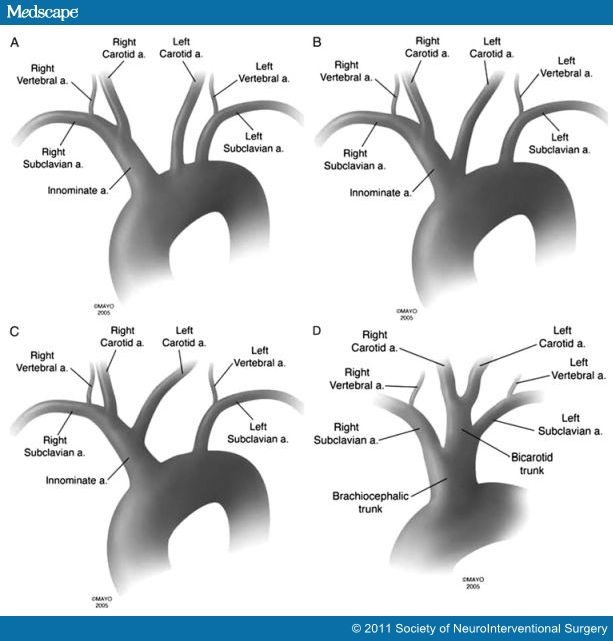 Medscape
A
Right
Carotid a.
Left
Carotid a.
Right
Vertebral a.
Left
Vertebral a.
Right
Subclavian a.
Left
Subclavian a.
Innominate a.
©MAYO
2005
B
Right
Carotid a.
Left
Carotid a.
Right
Vertebral a.
Left
Vertebral a.
Right
Subclavian a.
Left
Subclavian a.
Innominate a.
©MAYO
2005
C
Right
Carotid a.
Left
Carotid a.
Right
Vertebral a.
Left
Vertebral a.
Right
Subclavian a.
Left
Subclavian a.
Innominate a.
©MAYO
2005
D
Right
Carotid a.
Left
Carotid a.
Right
Vertebral a.
Left
Vertebral a.
Right
Subclavian a.
Left
Subclavian a.
Bicarotid
trunk
Brachiocephalic
trunk
©MAYO
2005
© 2011 Society of NeuroInterventional Surgery